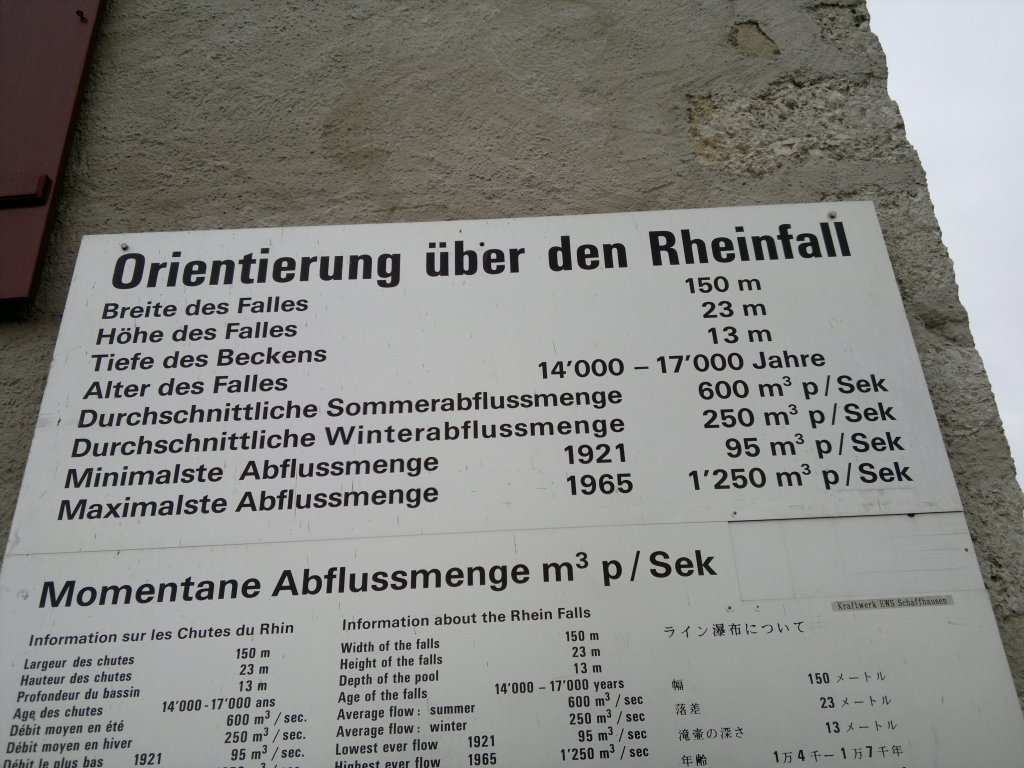 Orientierung über den Rheinfall
Breite des Falles 150 m
Höhe des Falles 23 m
Tiefe des Beckens 13 m
Alter des Falles 14'000 – 17'000 Jahre
Durchschnittliche Sommerabflussmenge 600 m³ p/Sek
Durchschnittliche Winterabflussmenge 250 m³ p/Sek
Minimalste Abflussmenge 1921 95 m³ p/Sek
Maximalste Abflussmenge 1965 1'250 m³ p/Sek
Momentane Abflussmenge m³ p/Sek
Kraftwerk EWS Schaffhausen
Information sur les Chutes du Rhin
Largeur des chutes 150 m
Hauteur des chutes 23 m
Profondeur du bassin 13 m
Age des chutes 14'000-17'000 ans
Débit moyen en été 600 m³/sec.
Débit moyen en hiver 250 m³/sec.
Débit le plus bas 1921 95 m³/sec.
Information about the Rhein Falls
Width of the falls 150 m
Height of the falls 23 m
Depth of the pool 13 m
Age of the falls 14'000 – 17'000 years
Average flow: summer 600 m³/sec
Average flow: winter 250 m³/sec
Lowest ever flow 1921 95 m³/sec
Highest ever flow 1965 1'250 m³/sec
ライン瀑布について
幅 150 メートル
落差 23 メートル
滝壷の深さ 13 メートル
年齢 1万4千ー1万7千年